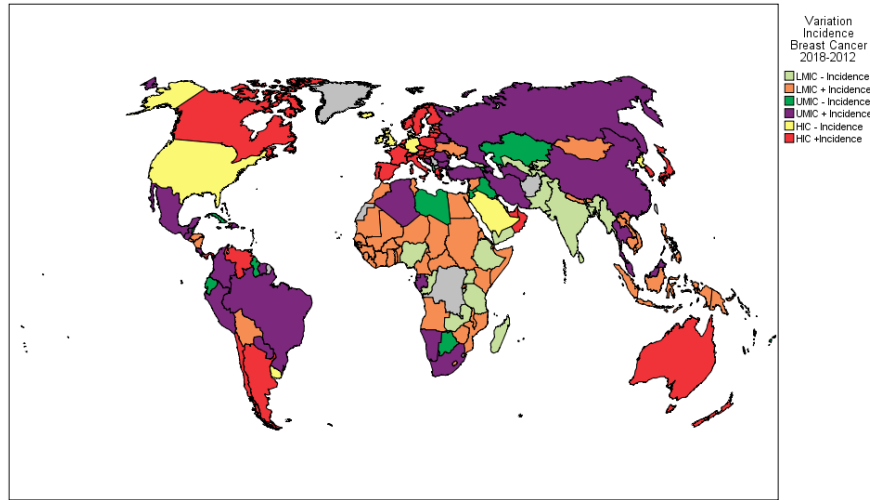 Variation
Incidence
Breast Cancer
2018-2012
LMIC - Incidence
LMIC + Incidence
UMIC - Incidence
UMIC + Incidence
HIC - Incidence
HIC +Incidence